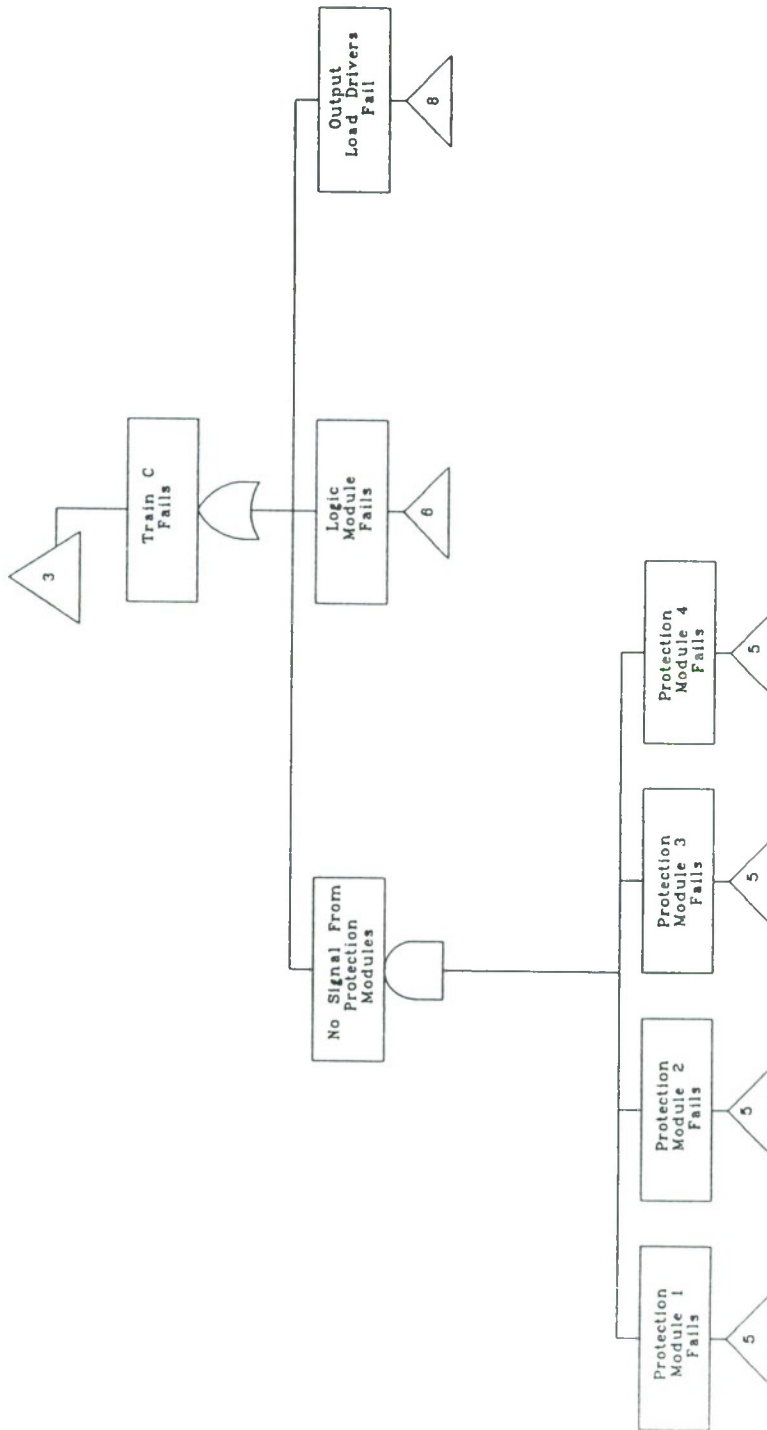 3
Train C
Fails
No Signal From
Protection
Modules
Logic
Module
Fails
6
Output
Load Drivers
Fail
8
Protection
Module 1
Fails
5
Protection
Module 2
Fails
5
Protection
Module 3
Fails
5
Protection
Module 4
Fails
5